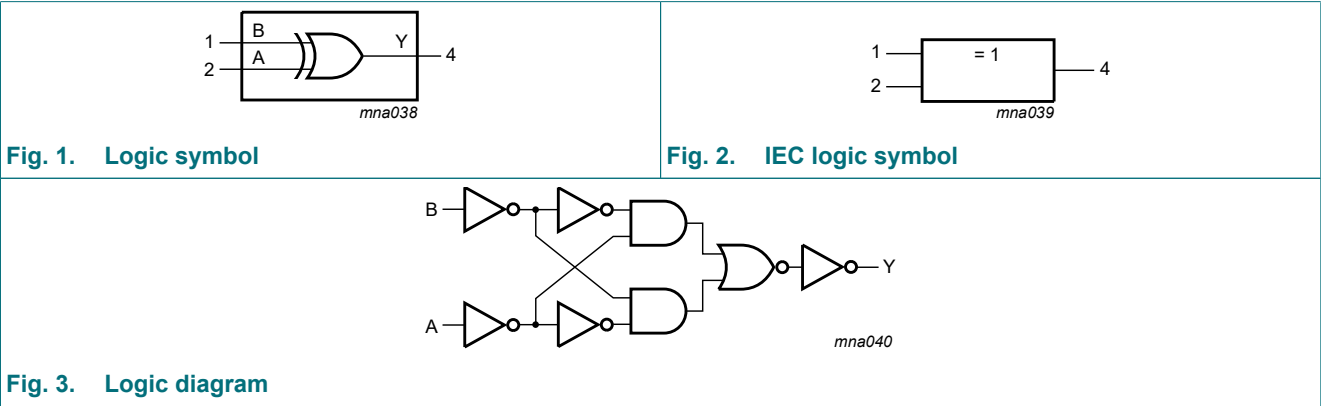 1
B
2
A
Y
4
mna038
Fig. 1. Logic symbol
1
2
= 1
4
mna039
Fig. 2. IEC logic symbol
B
A
Y
mna040
Fig. 3. Logic diagram